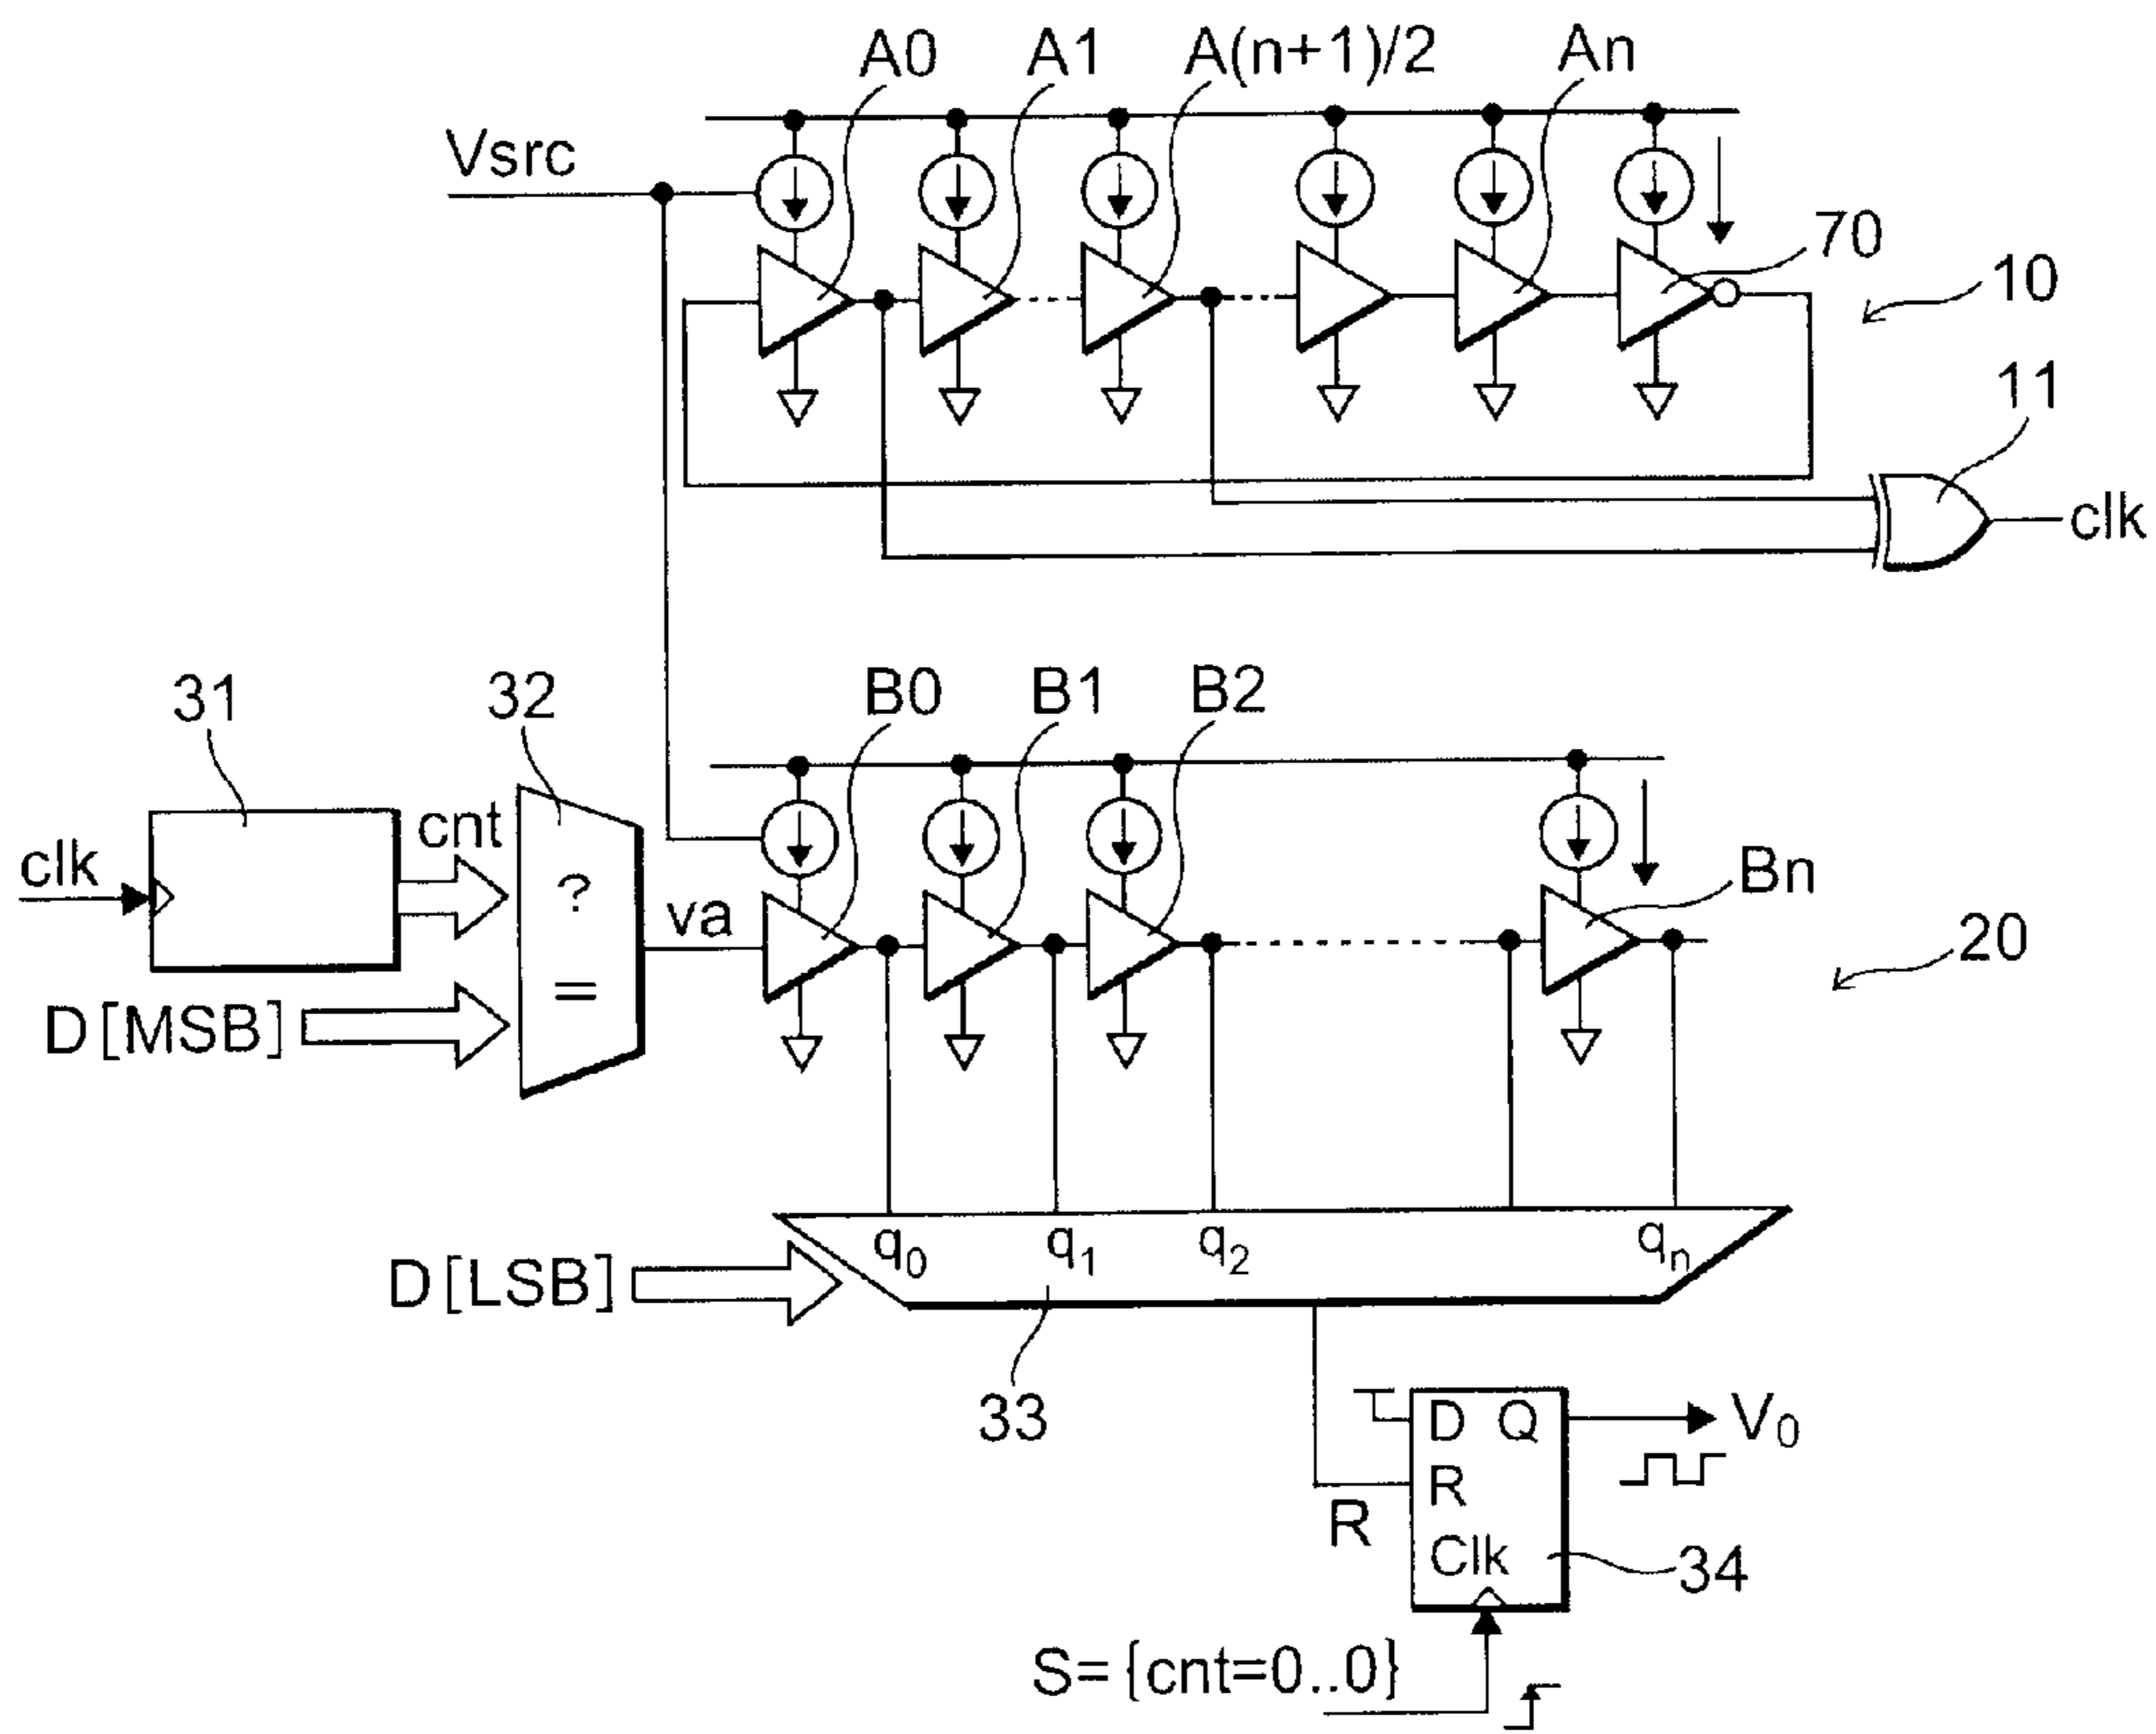 A0 A1 A(n+1)/2 An
Vsrc
70
10
11
clk
31 32 B0 B1 B2
clk cnt ? va Bn
D[MSB] = 20
q0 q1 q2 qn
D[LSB]
33
D Q V0
R
R
Clk
34
S={cnt=0..0}